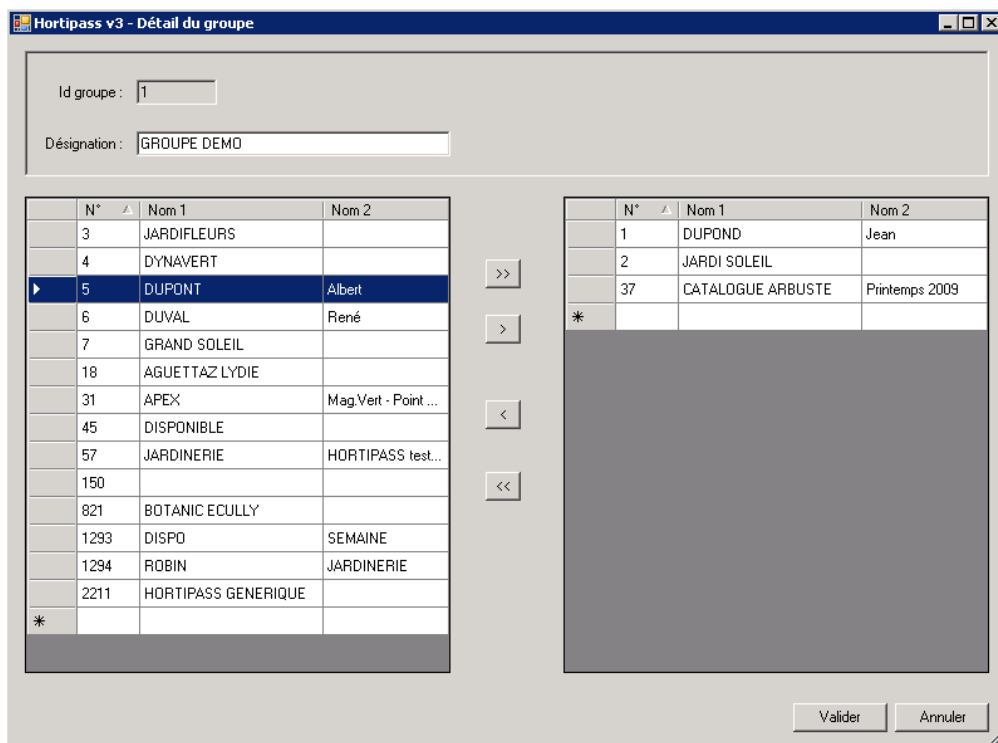 Hortipass v3 - Détail du groupe
Id groupe : 1
Désignation : GROUPE DEMO
N° Nom 1 Nom 2
3 JARDIFLEURS
4 DYNAVERT
5 DUPONT Albert
6 DUVAL René
7 GRAND SOLEIL
18 AGUETTAZ LYDIE
31 APEX Mag.Vert - Point ...
45 DISPONIBLE
57 JARDINERIE HORTIPASS test...
150
821 BOTANIC ECULLY
1293 DISPO SEMAINE
1294 ROBIN JARDINERIE
2211 HORTIPASS GENERIQUE
*
>>
>
<
<<
N° Nom 1 Nom 2
1 DUPOND Jean
2 JARDI SOLEIL
37 CATALOGUE ARBUSTE Printemps 2009
*
Valider Annuler